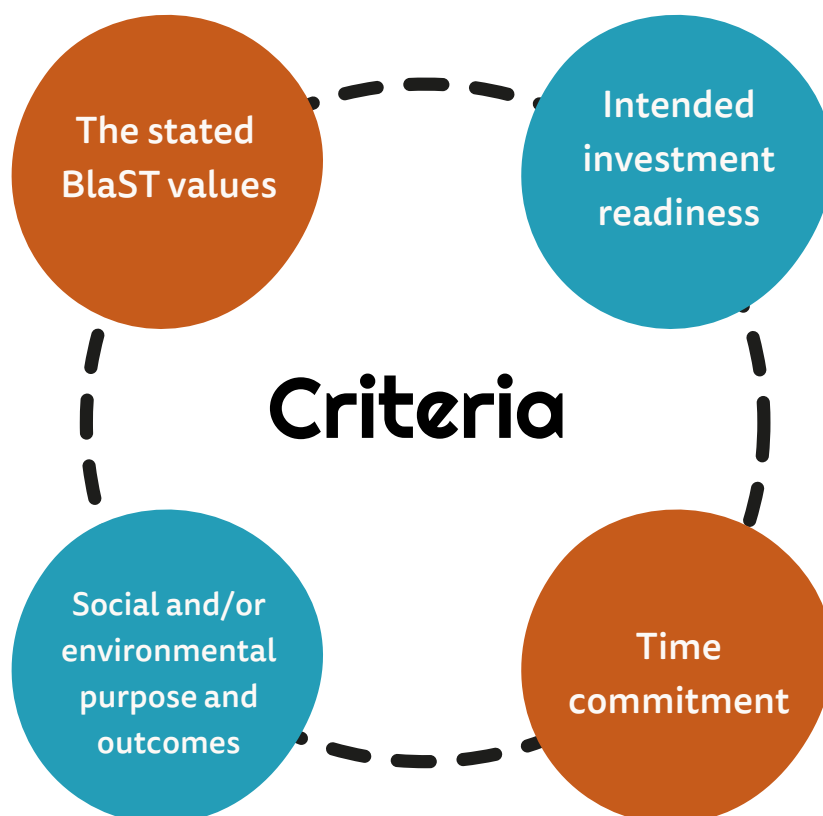 The stated
BlaST values
Intended
investment
readiness
Criteria
Social and/or
environmental
purpose and
outcomes
Time
commitment